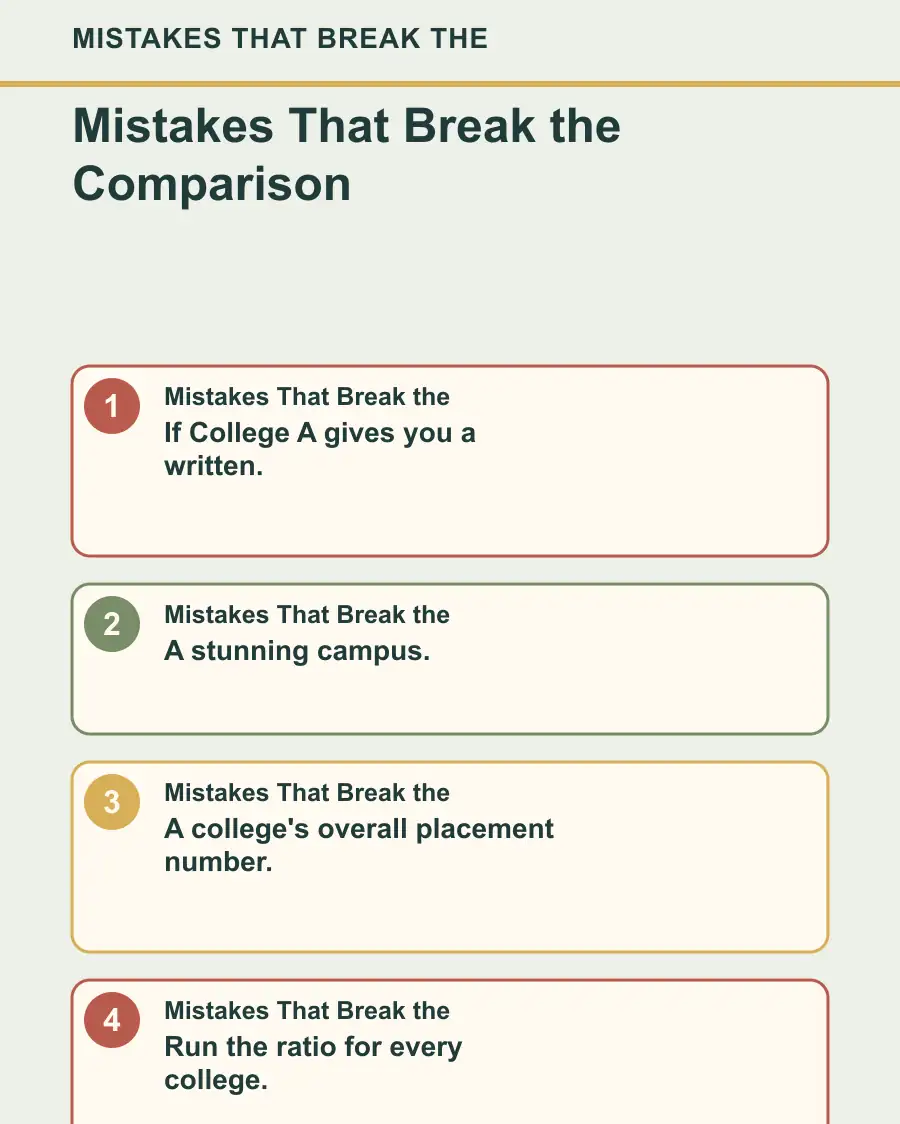 MISTAKES THAT BREAK THE
Mistakes That Break the
Comparison
1
Mistakes That Break the
If College A gives you a
written.
2
Mistakes That Break the
A stunning campus.
3
Mistakes That Break the
A college's overall placement
number.
4
Mistakes That Break the
Run the ratio for every
college.